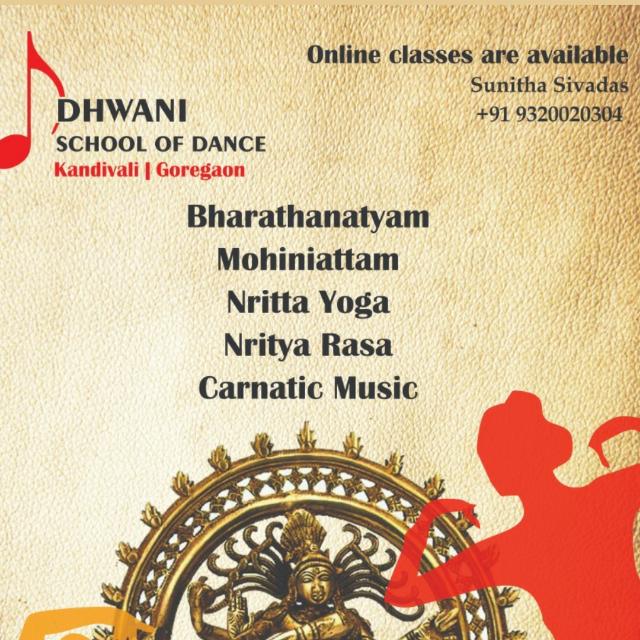 DHWANI
SCHOOL OF DANCE
Kandivali | Goregaon
Online classes are available
Sunitha Sivadas
+91 9320020304
Bharathanatyam
Mohiniattam
Nritta Yoga
Nritya Rasa
Carnatic Music